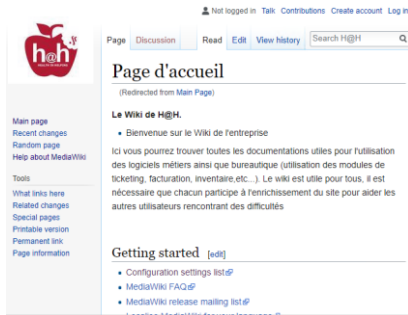 Not logged in Talk Contributions Create account Log in
h@h
Page Discussion Read Edit View history Search H@H
Page d'accueil
(Redirected from Main Page)
Le Wiki de H@H.
Bienvenue sur le Wiki de l'entreprise
Ici vous pourrez trouver toutes les documentations utiles pour l'utilisation
des logiciels métiers ainsi que bureautique (utilisation des modules de
ticketing, facturation, inventaire,etc...). Le wiki est utile pour tous, il est
nécessaire que chacun participe à l'enrichissement du site pour aider les
autres utilisateurs rencontrant des difficultés
Main page
Recent changes
Random page
Help about MediaWiki
Tools
What links here
Related changes
Special pages
Printable version
Permanent link
Page information
Getting started [edit]
Configuration settings list
MediaWiki FAQ
MediaWiki release mailing list